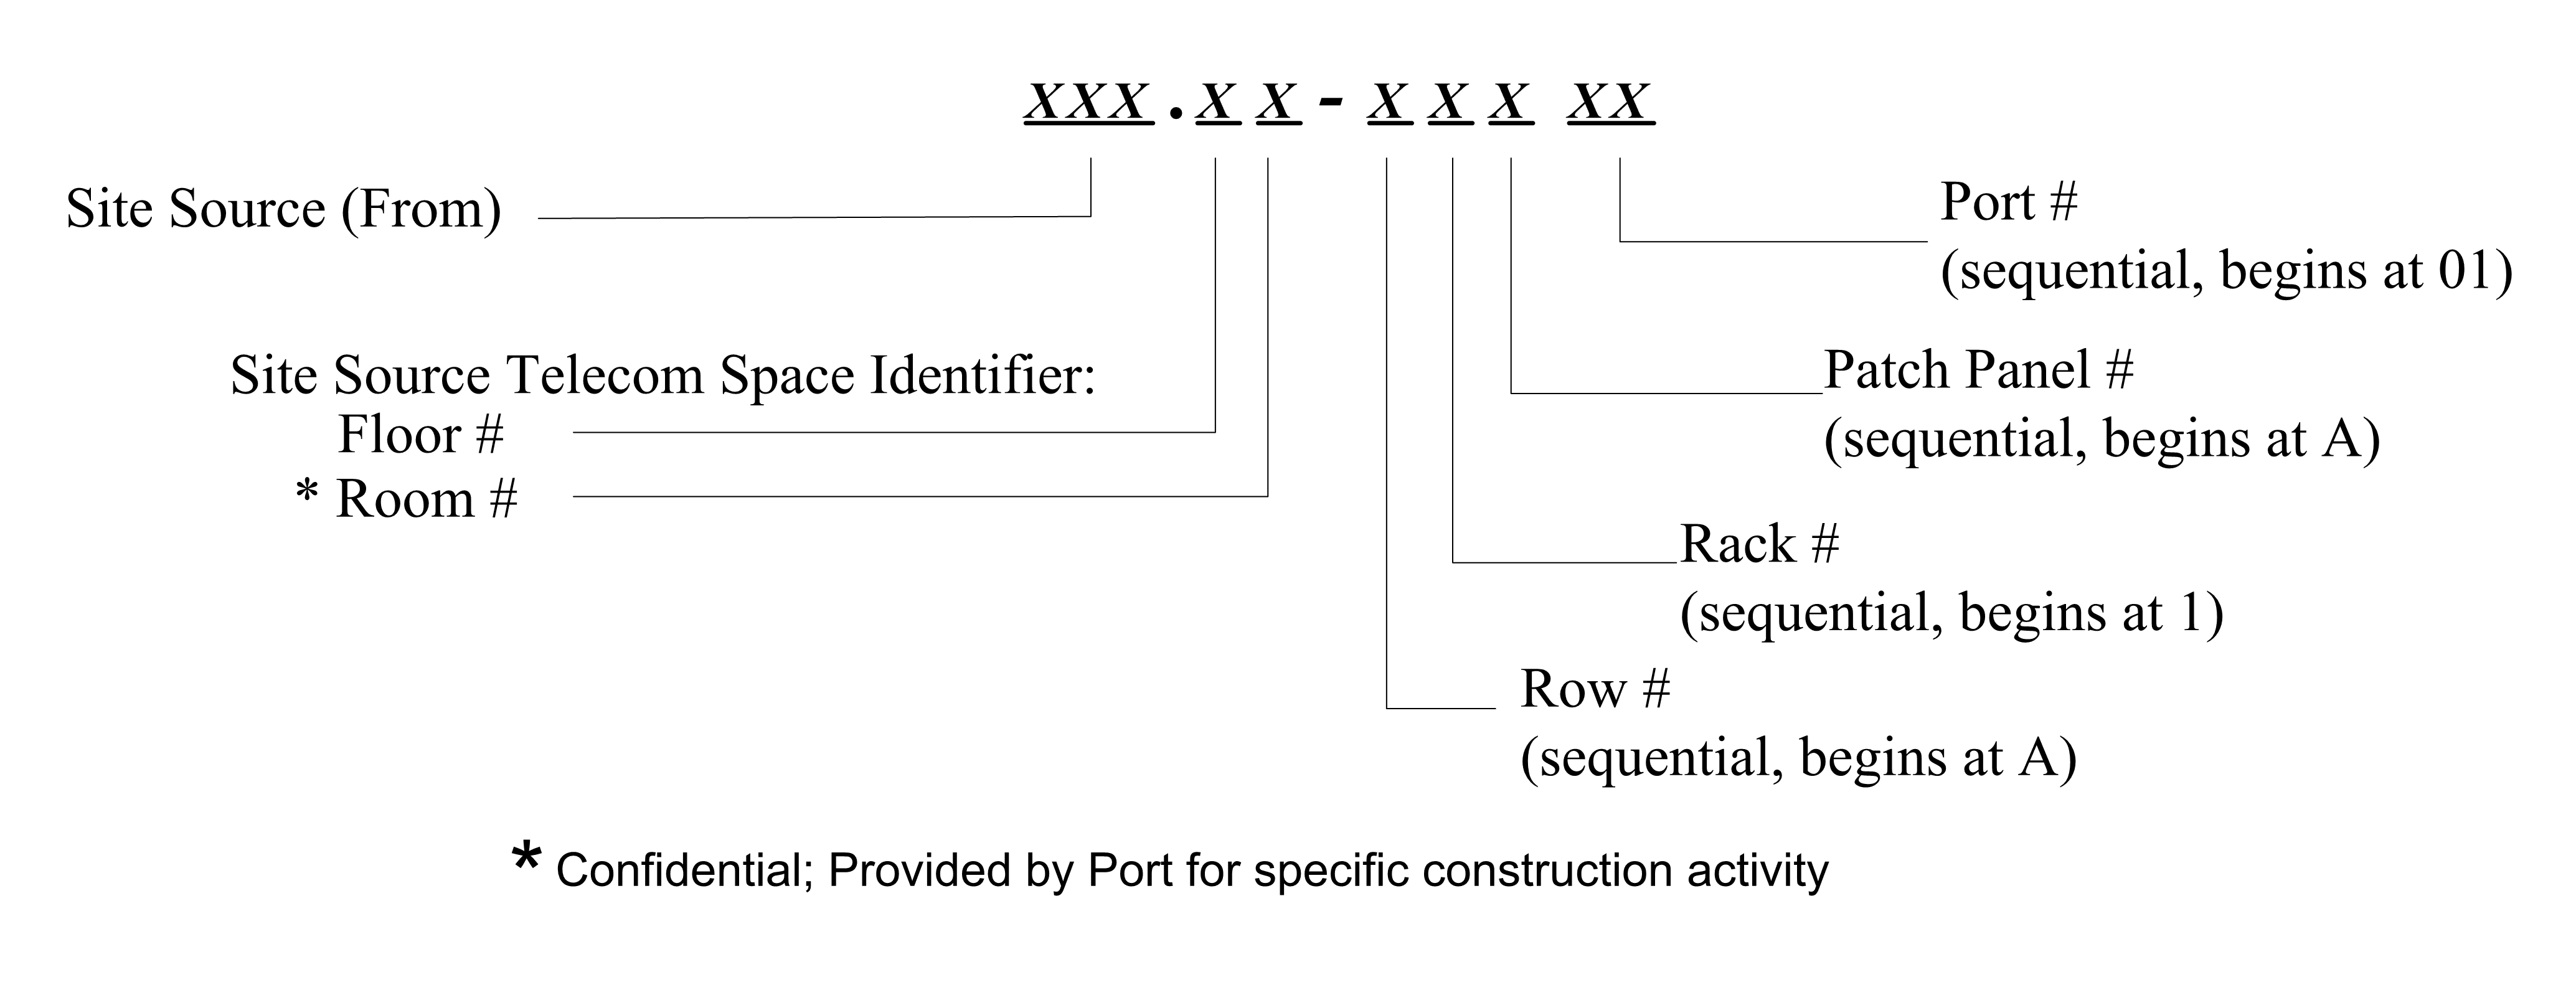 xxx . x x - x x x xx
Site Source (From)
Site Source Telecom Space Identifier:
Floor #
* Room #
Port #
(sequential, begins at 01)
Patch Panel #
(sequential, begins at A)
Rack #
(sequential, begins at 1)
Row #
(sequential, begins at A)
* Confidential; Provided by Port for specific construction activity